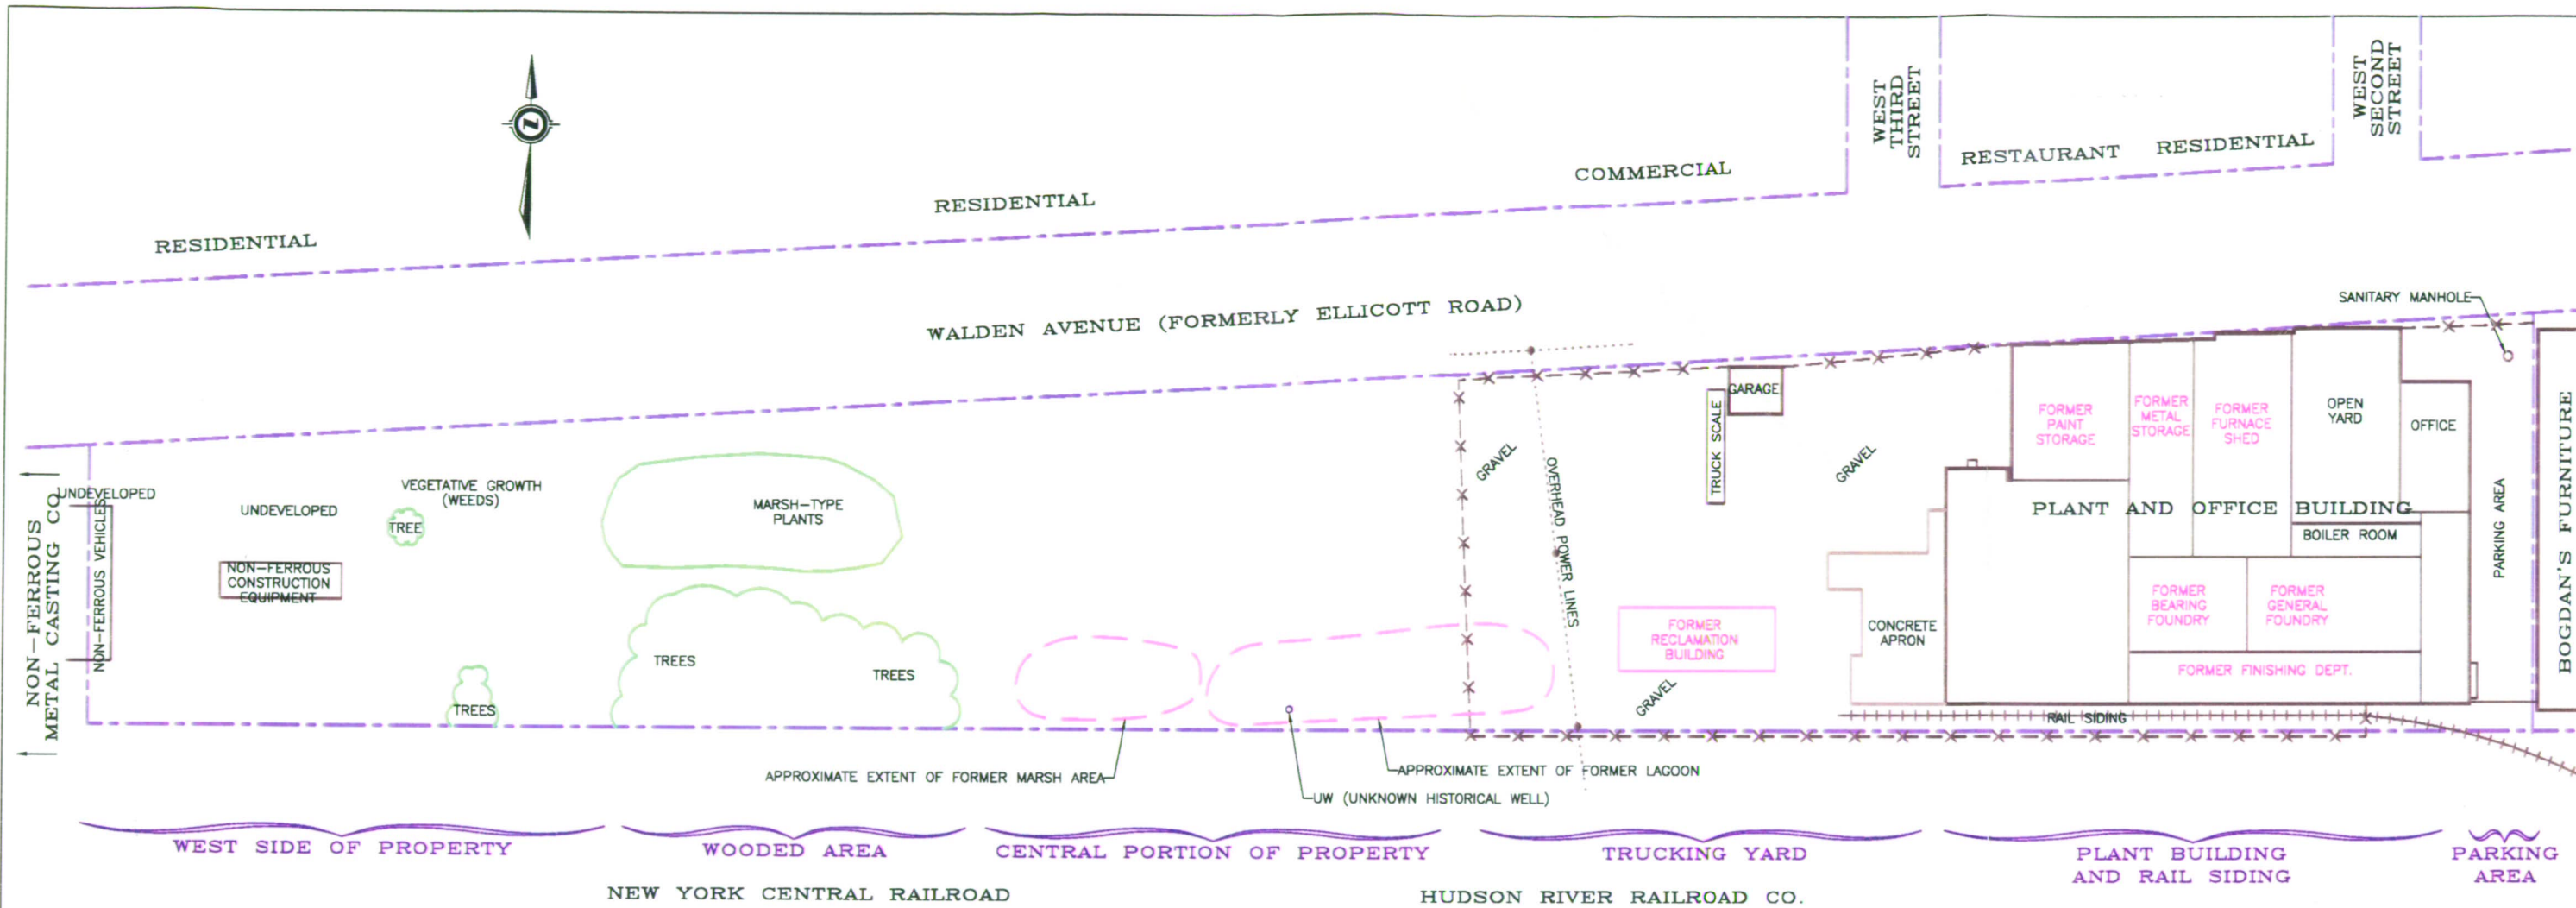 WEST
THIRD
STREET
WEST
SECOND
STREET
RESIDENTIAL
RESIDENTIAL
COMMERCIAL
RESTAURANT
RESIDENTIAL
WALDEN AVENUE (FORMERLY ELLICOTT ROAD)
SANITARY MANHOLE
NON-FERROUS
METAL CASTING CO.
UNDEVELOPED
NON-FERROUS VEHICLES
UNDEVELOPED
NON-FERROUS
CONSTRUCTION
EQUIPMENT
VEGETATIVE GROWTH
(WEEDS)
TREE
TREES
MARSH-TYPE
PLANTS
TREES
TREES
GRAVEL
OVERHEAD POWER LINES
TRUCK SCALE
GARAGE
GRAVEL
FORMER
RECLAMATION
BUILDING
GRAVEL
CONCRETE
APRON
FORMER
PAINT
STORAGE
FORMER
METAL
STORAGE
FORMER
FURNACE
SHED
OPEN
YARD
OFFICE
PLANT AND OFFICE BUILDING
BOILER ROOM
FORMER
BEARING
FOUNDRY
FORMER
GENERAL
FOUNDRY
FORMER FINISHING DEPT.
RAIL SIDING
PARKING AREA
BOGDAN'S FURNITURE
APPROXIMATE EXTENT OF FORMER MARSH AREA
APPROXIMATE EXTENT OF FORMER LAGOON
UW (UNKNOWN HISTORICAL WELL)
WEST SIDE OF PROPERTY
WOODED AREA
CENTRAL PORTION OF PROPERTY
TRUCKING YARD
PLANT BUILDING
AND RAIL SIDING
PARKING
AREA
NEW YORK CENTRAL RAILROAD
HUDSON RIVER RAILROAD CO.